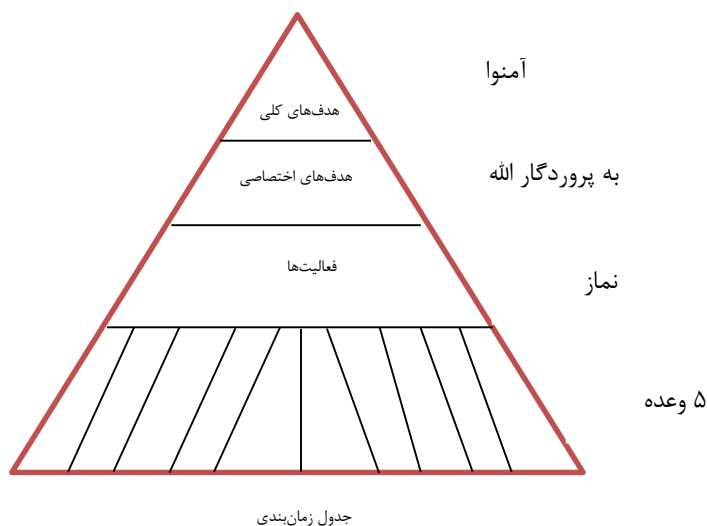 آمنوا
هدف‌های کلی
به پروردگار الله
هدف‌های اختصاصی
فعالیت‌ها
نماز
۵ وعده
جدول زمان‌بندی